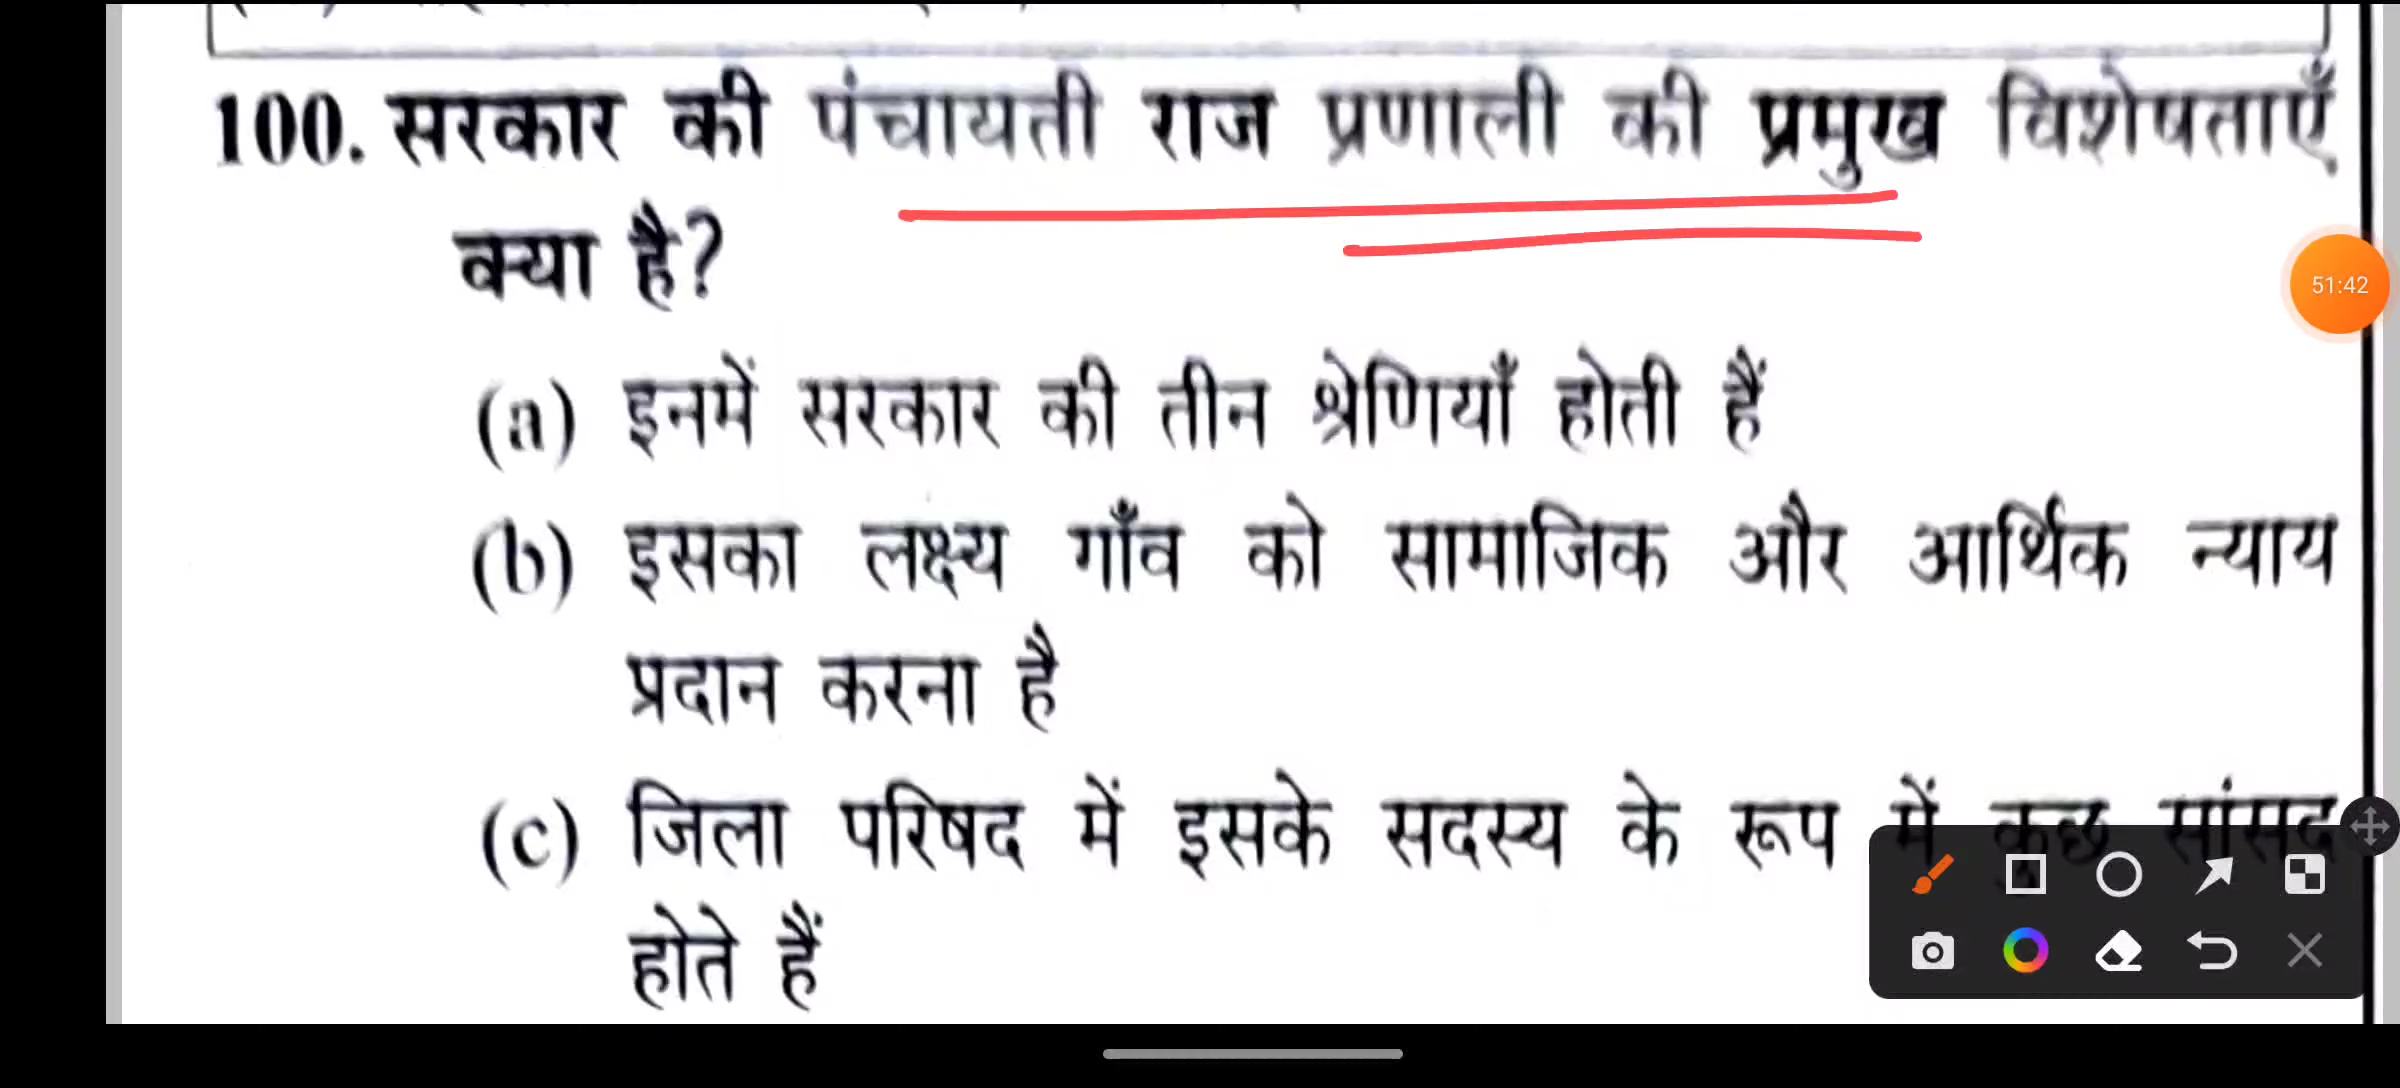 100. सरकार की पंचायती राज प्रणाली की प्रमुख विशेषताएँ
क्या है?
51:42
(a) इनमें सरकार की तीन श्रेणियाँ होती हैं
(b) इसका लक्ष्य गाँव को सामाजिक और आर्थिक न्याय
प्रदान करना है
(c) जिला परिषद में इसके सदस्य के रूप में कुछ सांसद
होते हैं